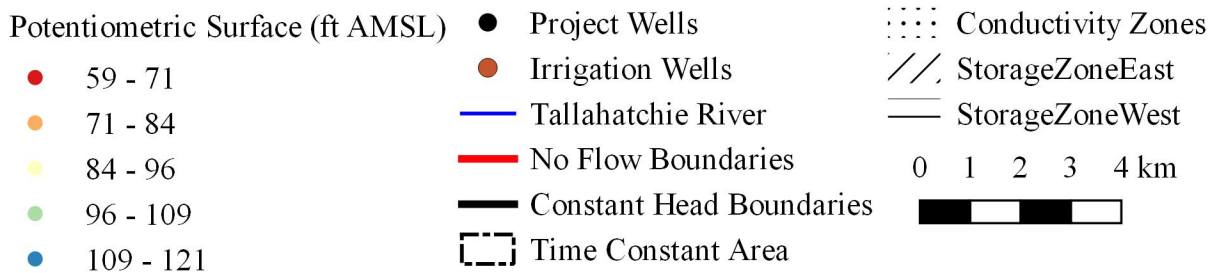 Potentiometric Surface (ft AMSL)
59 - 71
71 - 84
84 - 96
96 - 109
109 - 121
Project Wells
Irrigation Wells
Tallahatchie River
No Flow Boundaries
Constant Head Boundaries
Time Constant Area
Conductivity Zones
StorageZoneEast
StorageZoneWest
0 1 2 3 4 km